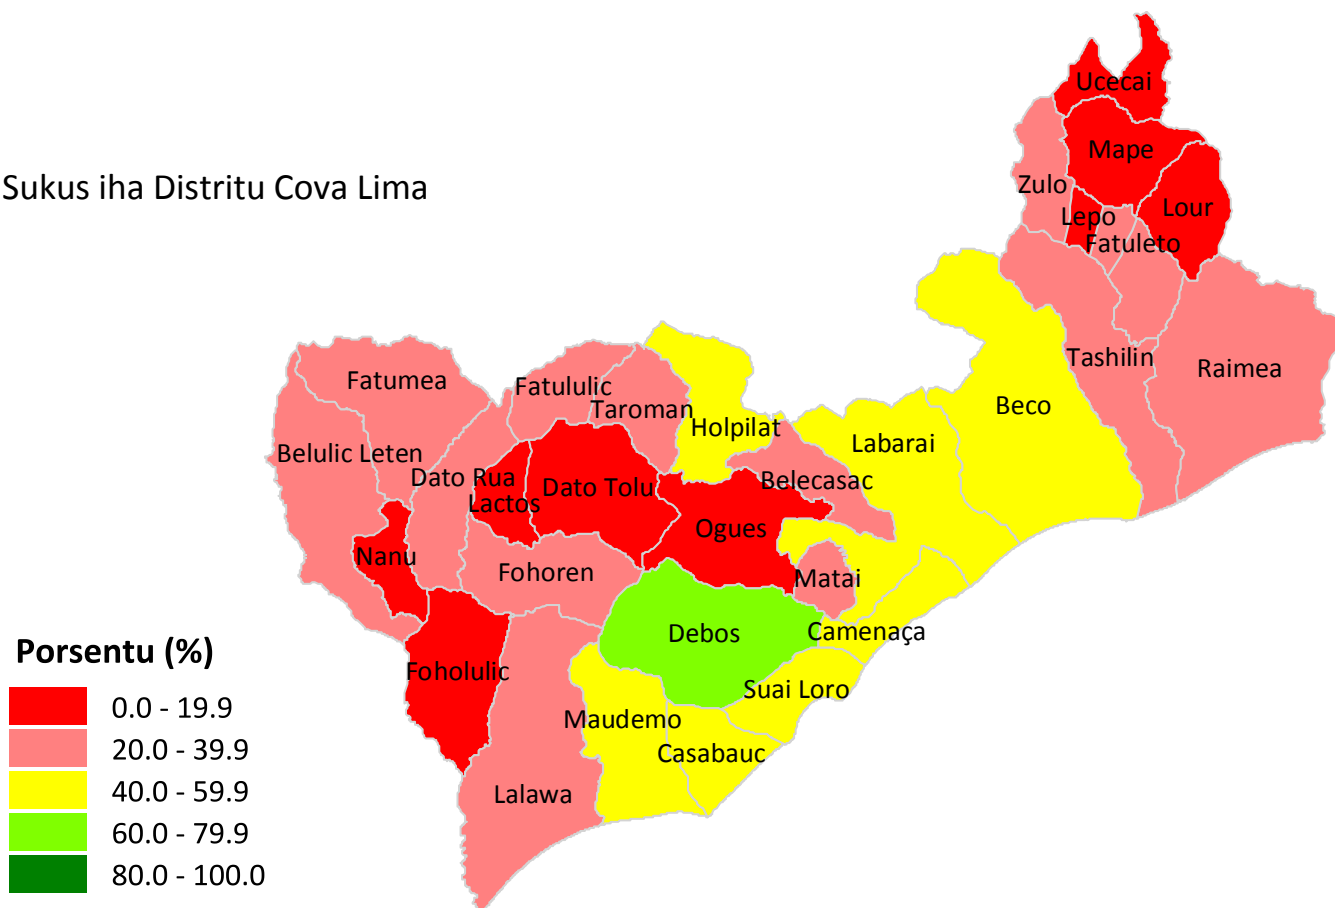 Ucecai
Mape
Sukus iha Distritu Cova Lima
Zulo
Lepo
Lour
Fatuleto
Tashilin
Raimea
Fatumea
Fatululic
Taroman
Beco
Holpilat
Labarai
Belulic Leten
Dato Rua
Belecasac
Lactos
Dato Tolu
Ogues
Nanu
Fohoren
Matai
Debos
Camenaça
Porsentu (%)
Foholulic
Suai Loro
0.0 - 19.9
Maudemo
20.0 - 39.9
Casabauc
40.0 - 59.9
Lalawa
60.0 - 79.9
80.0 - 100.0